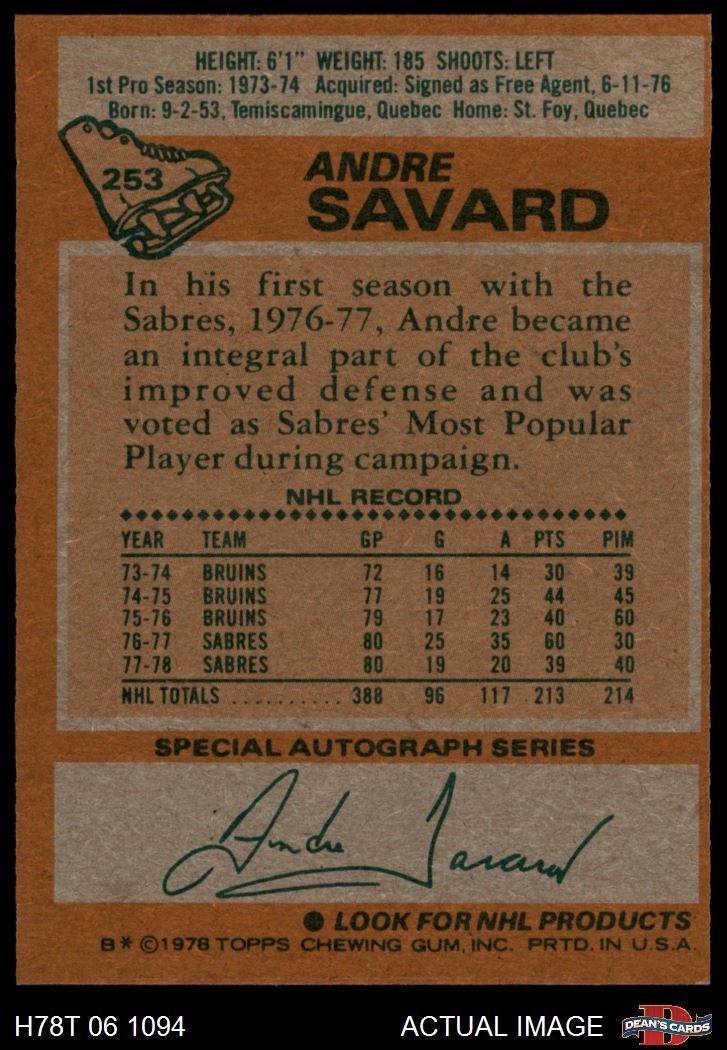 HEIGHT: 6'1" WEIGHT: 185 SHOOTS: LEFT
1st Pro Season: 1973-74 Acquired: Signed as Free Agent, 6-11-76
Born: 9-2-53, Temiscamingue, Quebec Home: St. Foy, Quebec
253
ANDRE
SAVARD
In his first season with the
Sabres, 1976-77, Andre became
an integral part of the club's
improved defense and was
voted as Sabres' Most Popular
Player during campaign.
NHL RECORD
YEAR TEAM GP G A PTS PIM
73-74 BRUINS 72 16 14 30 39
74-75 BRUINS 77 19 25 44 45
75-76 BRUINS 79 17 23 40 60
76-77 SABRES 80 25 35 60 30
77-78 SABRES 80 19 20 39 40
NHL TOTALS .......... 388 96 117 213 214
SPECIAL AUTOGRAPH SERIES
Andre Savard
● LOOK FOR NHL PRODUCTS
B* ©1978 TOPPS CHEWING GUM, INC. PRTD. IN U.S.A.
H78T 06 1094 ACTUAL IMAGE D DEAN'S CARDS